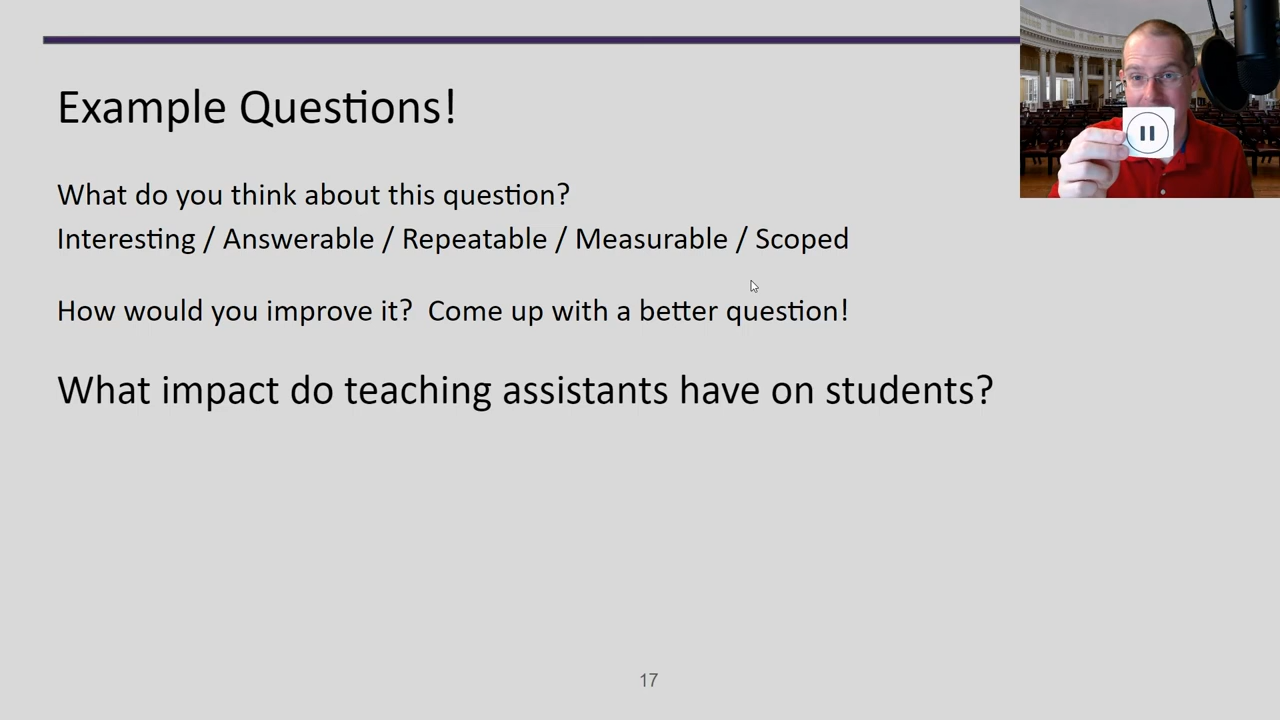 Example Questions!
What do you think about this question?
Interesting / Answerable / Repeatable / Measurable / Scoped
How would you improve it?  Come up with a better question!
What impact do teaching assistants have on students?
17